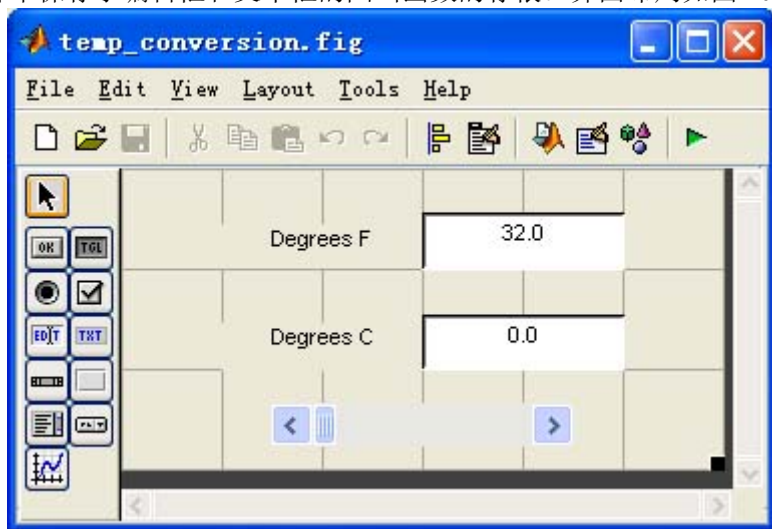 temp_conversion.fig
File Edit View Layout Tools Help
OK TGL
Degrees F 32.0
EDIT TXT
Degrees C 0.0